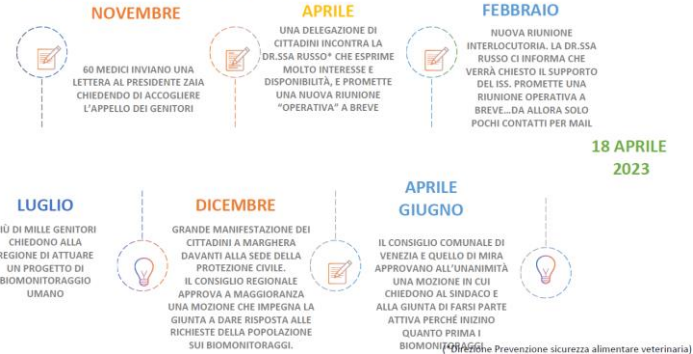 NOVEMBRE
60 MEDICI INVIANO UNA
LETTERA AL PRESIDENTE ZAIA
CHIEDENDO DI ACCOGLIERE
L'APPELLO DEI GENITORI
APRILE
UNA DELEGAZIONE DI
CITTADINI INCONTRA LA
DR.SSA RUSSO* CHE ESPRIME
MOLTO INTERESSE E
DISPONIBILITÀ, E PROMETTE
UNA NUOVA RIUNIONE
“OPERATIVA” A BREVE
FEBBRAIO
NUOVA RIUNIONE
INTERLOCUTORIA. LA DR.SSA
RUSSO CI INFORMA CHE
VERRÀ CHIESTO IL SUPPORTO
DEL ISS. PROMETTE UNA
RIUNIONE OPERATIVA A
BREVE...DA ALLORA SOLO
POCHI CONTATTI PER MAIL
18 APRILE
2023
LUGLIO
IÙ DI MILLE GENITORI
CHIEDONO ALLA
REGIONE DI ATTUARE
UN PROGETTO DI
BIOMONITORAGGIO
UMANO
DICEMBRE
GRANDE MANIFESTAZIONE DEI
CITTADINI A MARGHERA
DAVANTI ALLA SEDE DELLA
PROTEZIONE CIVILE.
IL CONSIGLIO REGIONALE
APPROVA A MAGGIORANZA
UNA MOZIONE CHE IMPEGNA LA
GIUNTA A DARE RISPOSTA ALLE
RICHIESTE DELLA POPOLAZIONE
SUI BIOMONITORAGGI.
APRILE
GIUGNO
IL CONSIGLIO COMUNALE DI
VENEZIA E QUELLO DI MIRA
APPROVANO ALL'UNANIMITÀ
UNA MOZIONE IN CUI
CHIEDONO AL SINDACO E
ALLA GIUNTA DI FARSI PARTE
ATTIVA PERCHÉ INIZINO
QUANTO PRIMA I
BIOMONITORAGGI.
(*Direzione Prevenzione sicurezza alimentare veterinaria)